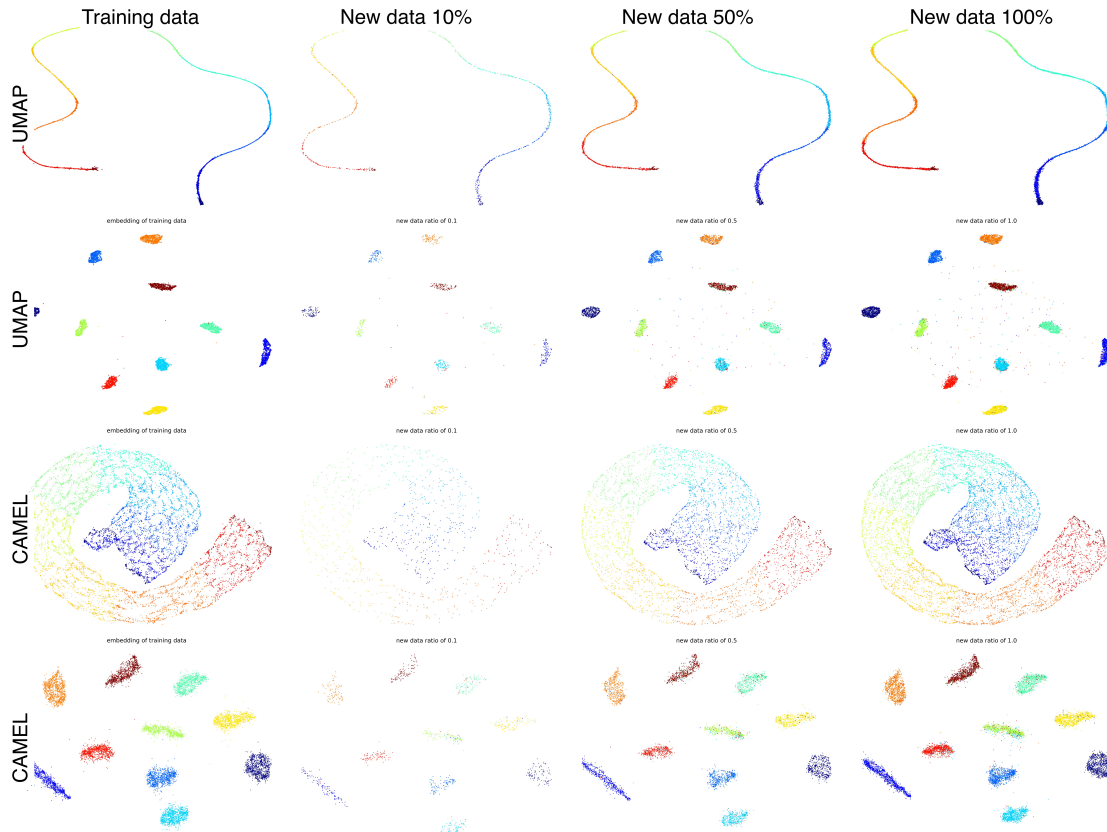 Training data
New data 10%
New data 50%
New data 100%
UMAP
embedding of training data
new data ratio of 0.1
new data ratio of 0.5
new data ratio of 1.0
UMAP
embedding of training data
new data ratio of 0.1
new data ratio of 0.5
new data ratio of 1.0
CAMEL
embedding of training data
new data ratio of 0.1
new data ratio of 0.5
new data ratio of 1.0
CAMEL